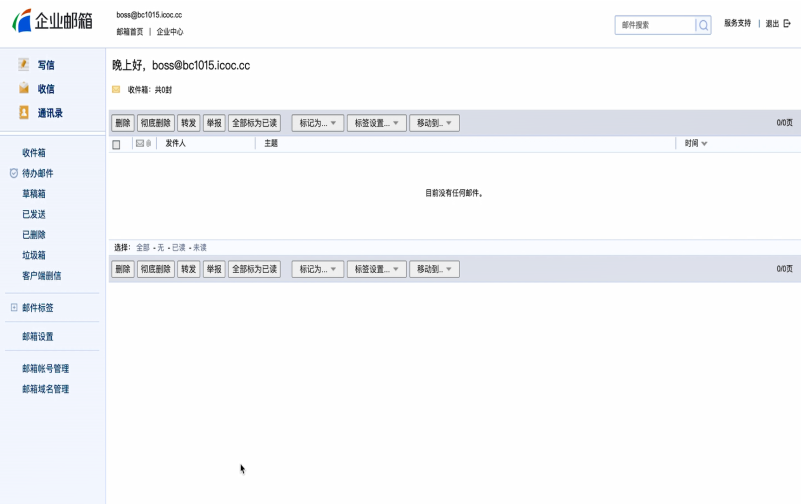 企业邮箱
boss@bc1015.icoc.cc
邮箱首页 | 企业中心
邮件搜索
服务支持 | 退出
写信
收信
通讯录
收件箱
待办邮件
草稿箱
已发送
已删除
垃圾箱
客户端删信
邮件标签
邮箱设置
邮箱帐号管理
邮箱域名管理
晚上好，boss@bc1015.icoc.cc
收件箱：共0封
删除 彻底删除 转发 举报 全部标为已读 标记为... 标签设置... 移动到.. 0/0页
发件人 主题 时间
目前没有任何邮件。
选择： 全部 - 无 - 已读 - 未读
删除 彻底删除 转发 举报 全部标为已读 标记为... 标签设置... 移动到.. 0/0页